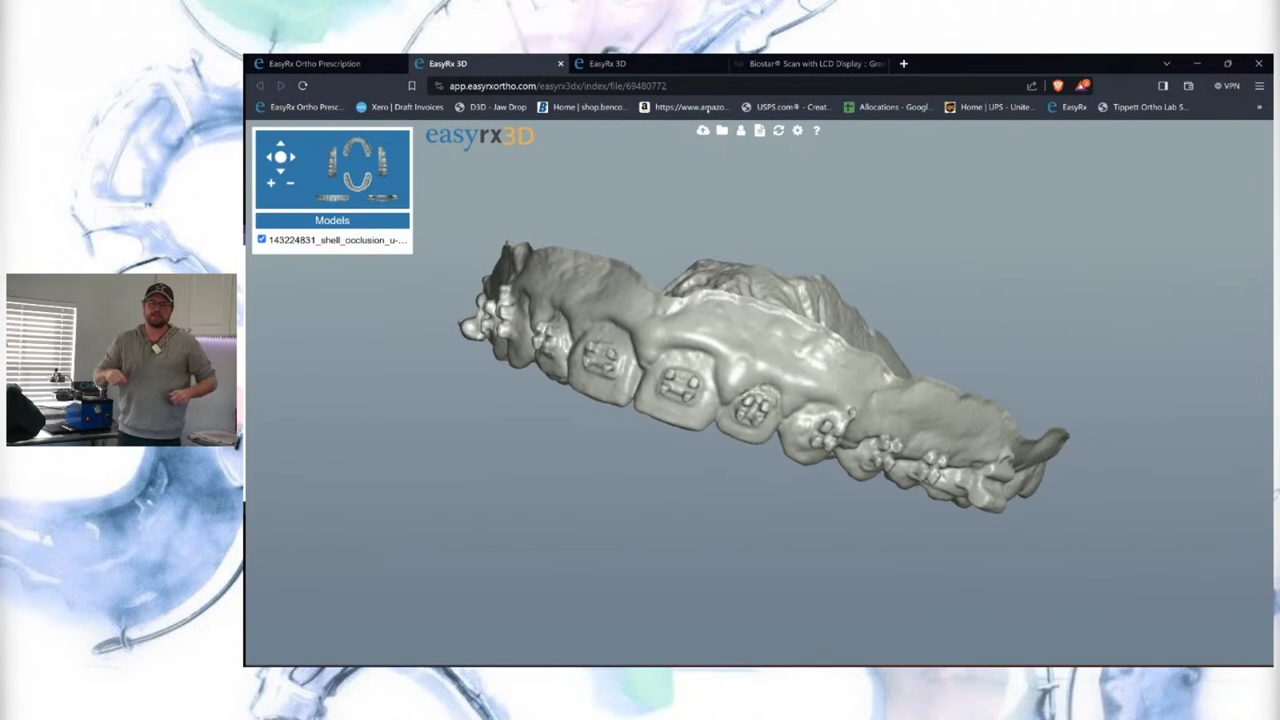 EasyRx Ortho Prescription
EasyRx 3D
EasyRx 3D
Biostar® Scan with LCD Display :: Gre
app.easyrxortho.com/easyrx3dx/index/file/69480772
VPN
EasyRx Ortho Presc...
Xero | Draft Invoices
D3D - Jaw Drop
Home | shop.benco...
https://www.amazo...
USPS.com® - Creat...
Allocations - Googl...
Home | UPS - Unite...
EasyRx
Tippett Ortho Lab S...
»
easyrx3D
?
+ −
Models
143224831_shell_occlusion_u-...